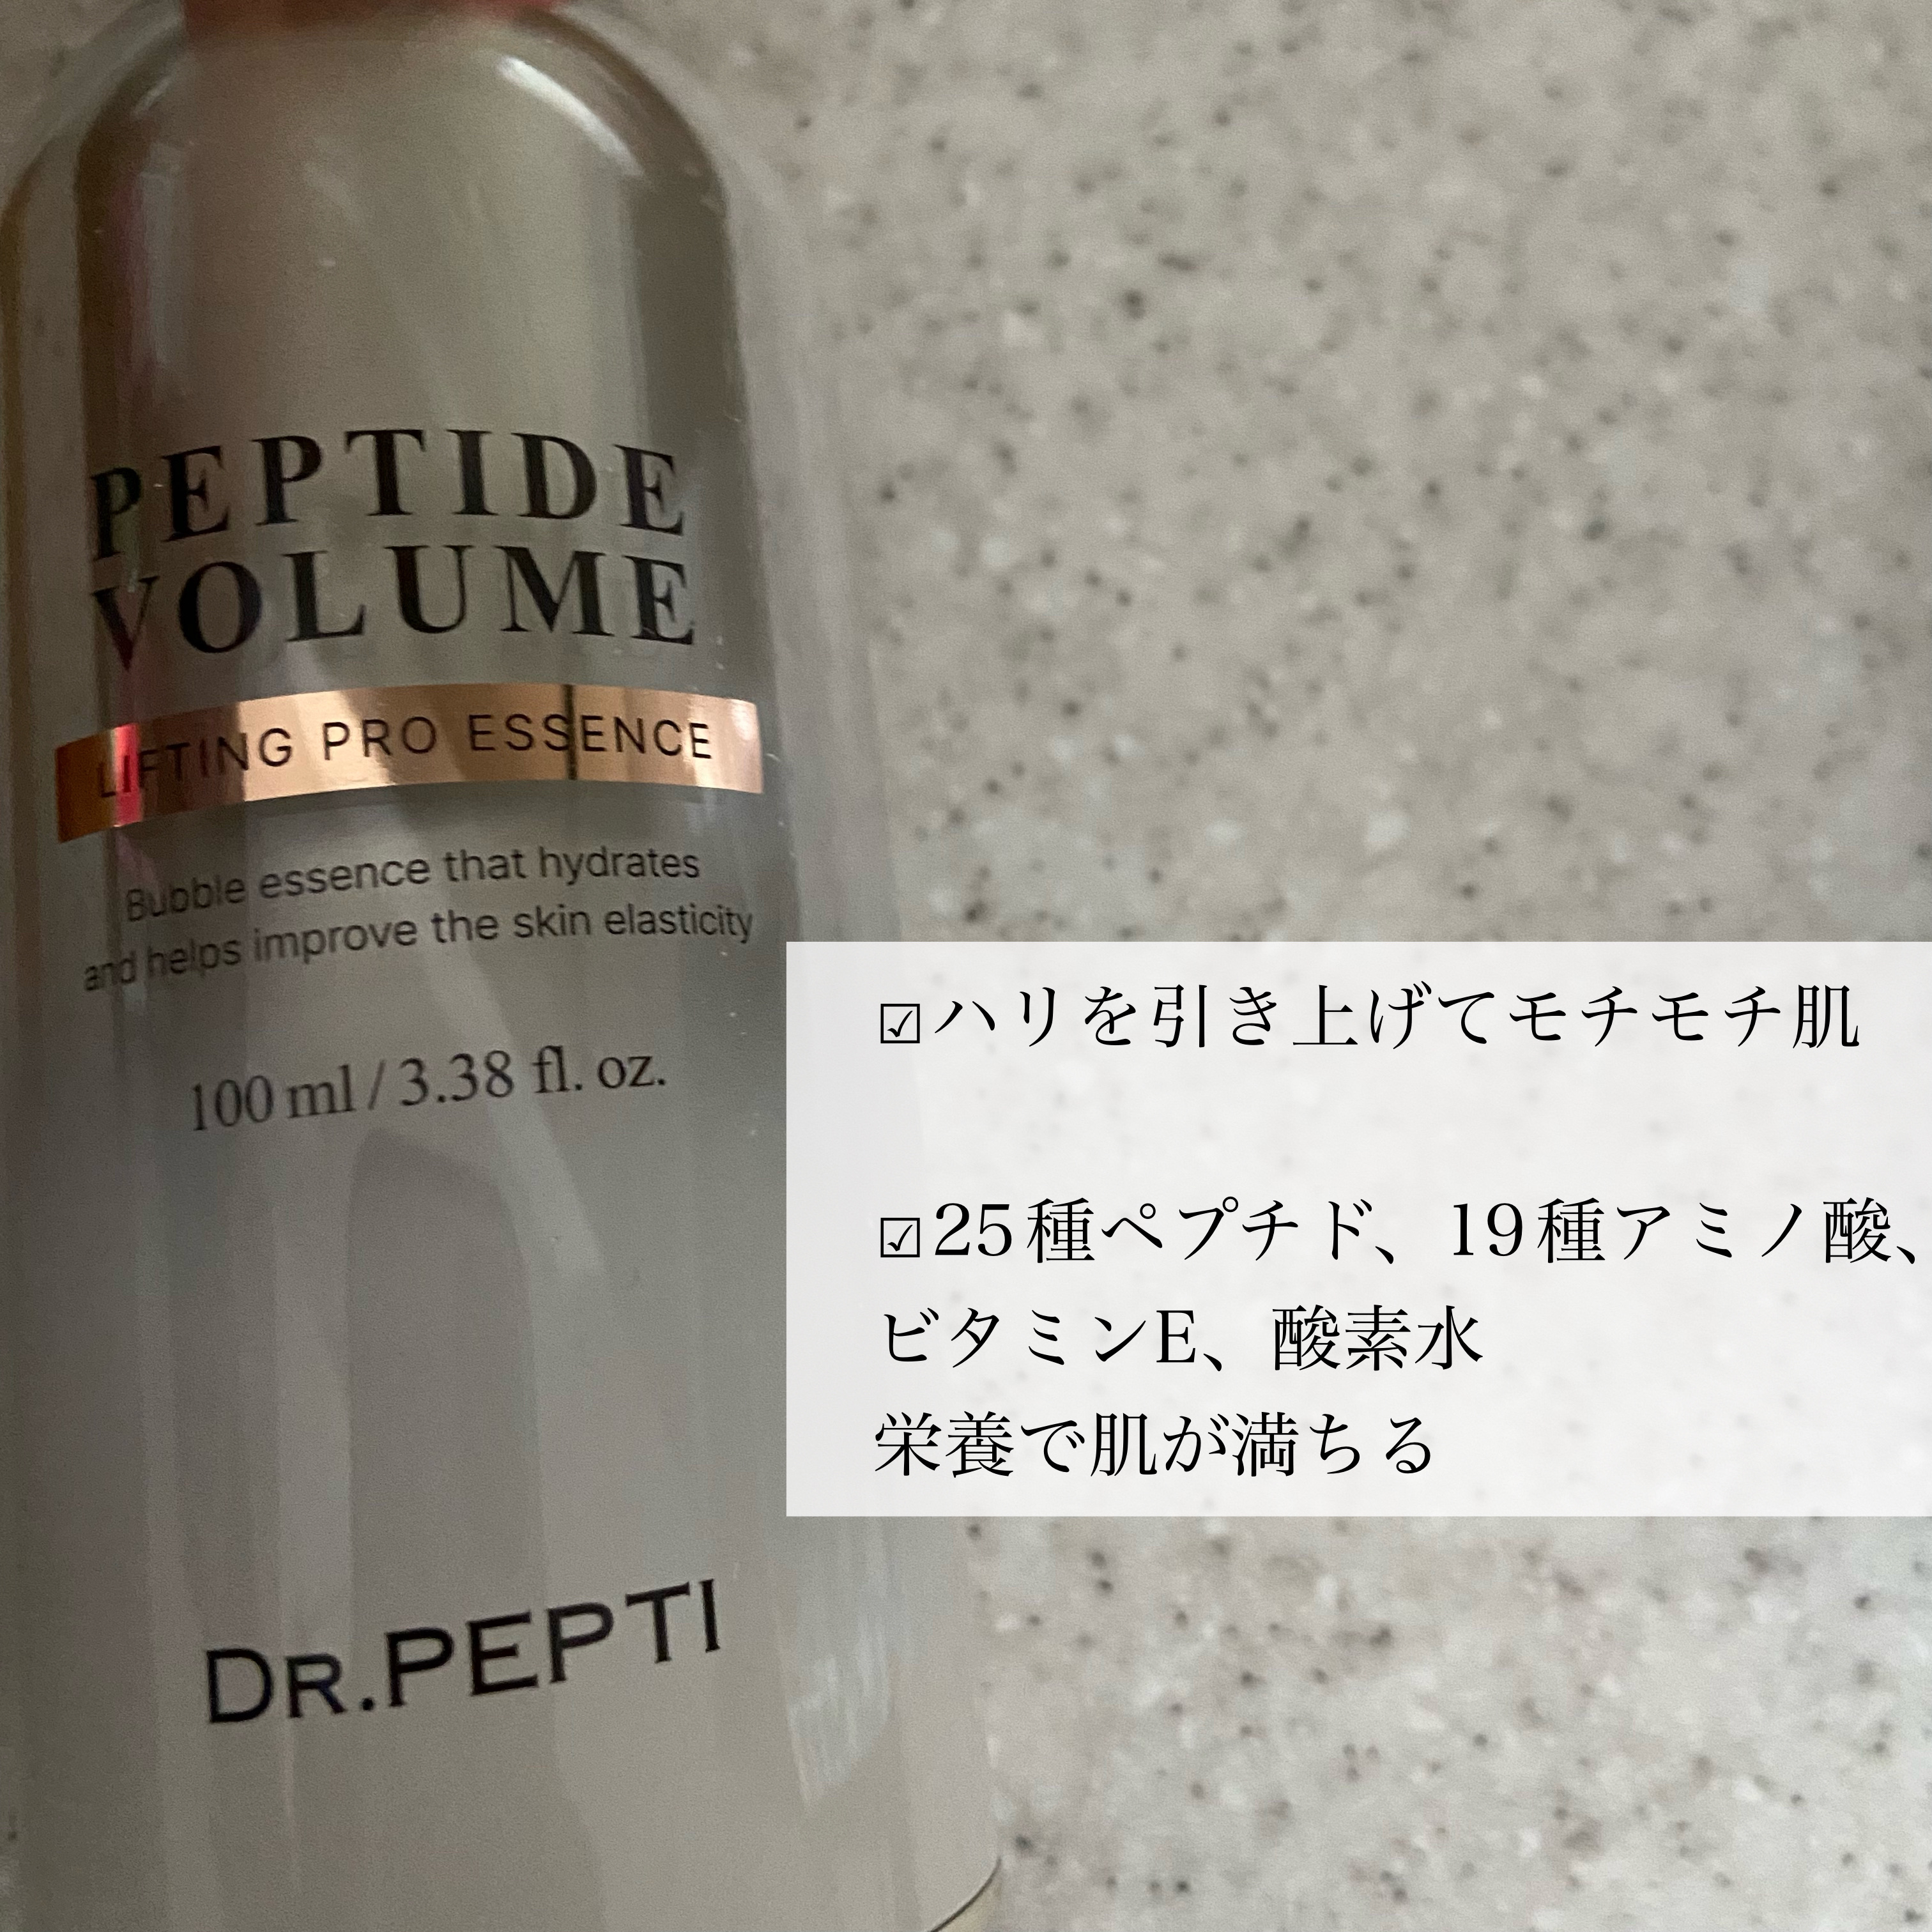 PEPTIDE
VOLUME
LIFTING PRO ESSENCE
Bubble essence that hydrates
and helps improve the skin elasticity
100 ml / 3.38 fl. oz.
DR.PEPTI
☑ハリを引き上げてモチモチ肌
☑25種ペプチド、19種アミノ酸、
ビタミンE、酸素水
栄養で肌が満ちる